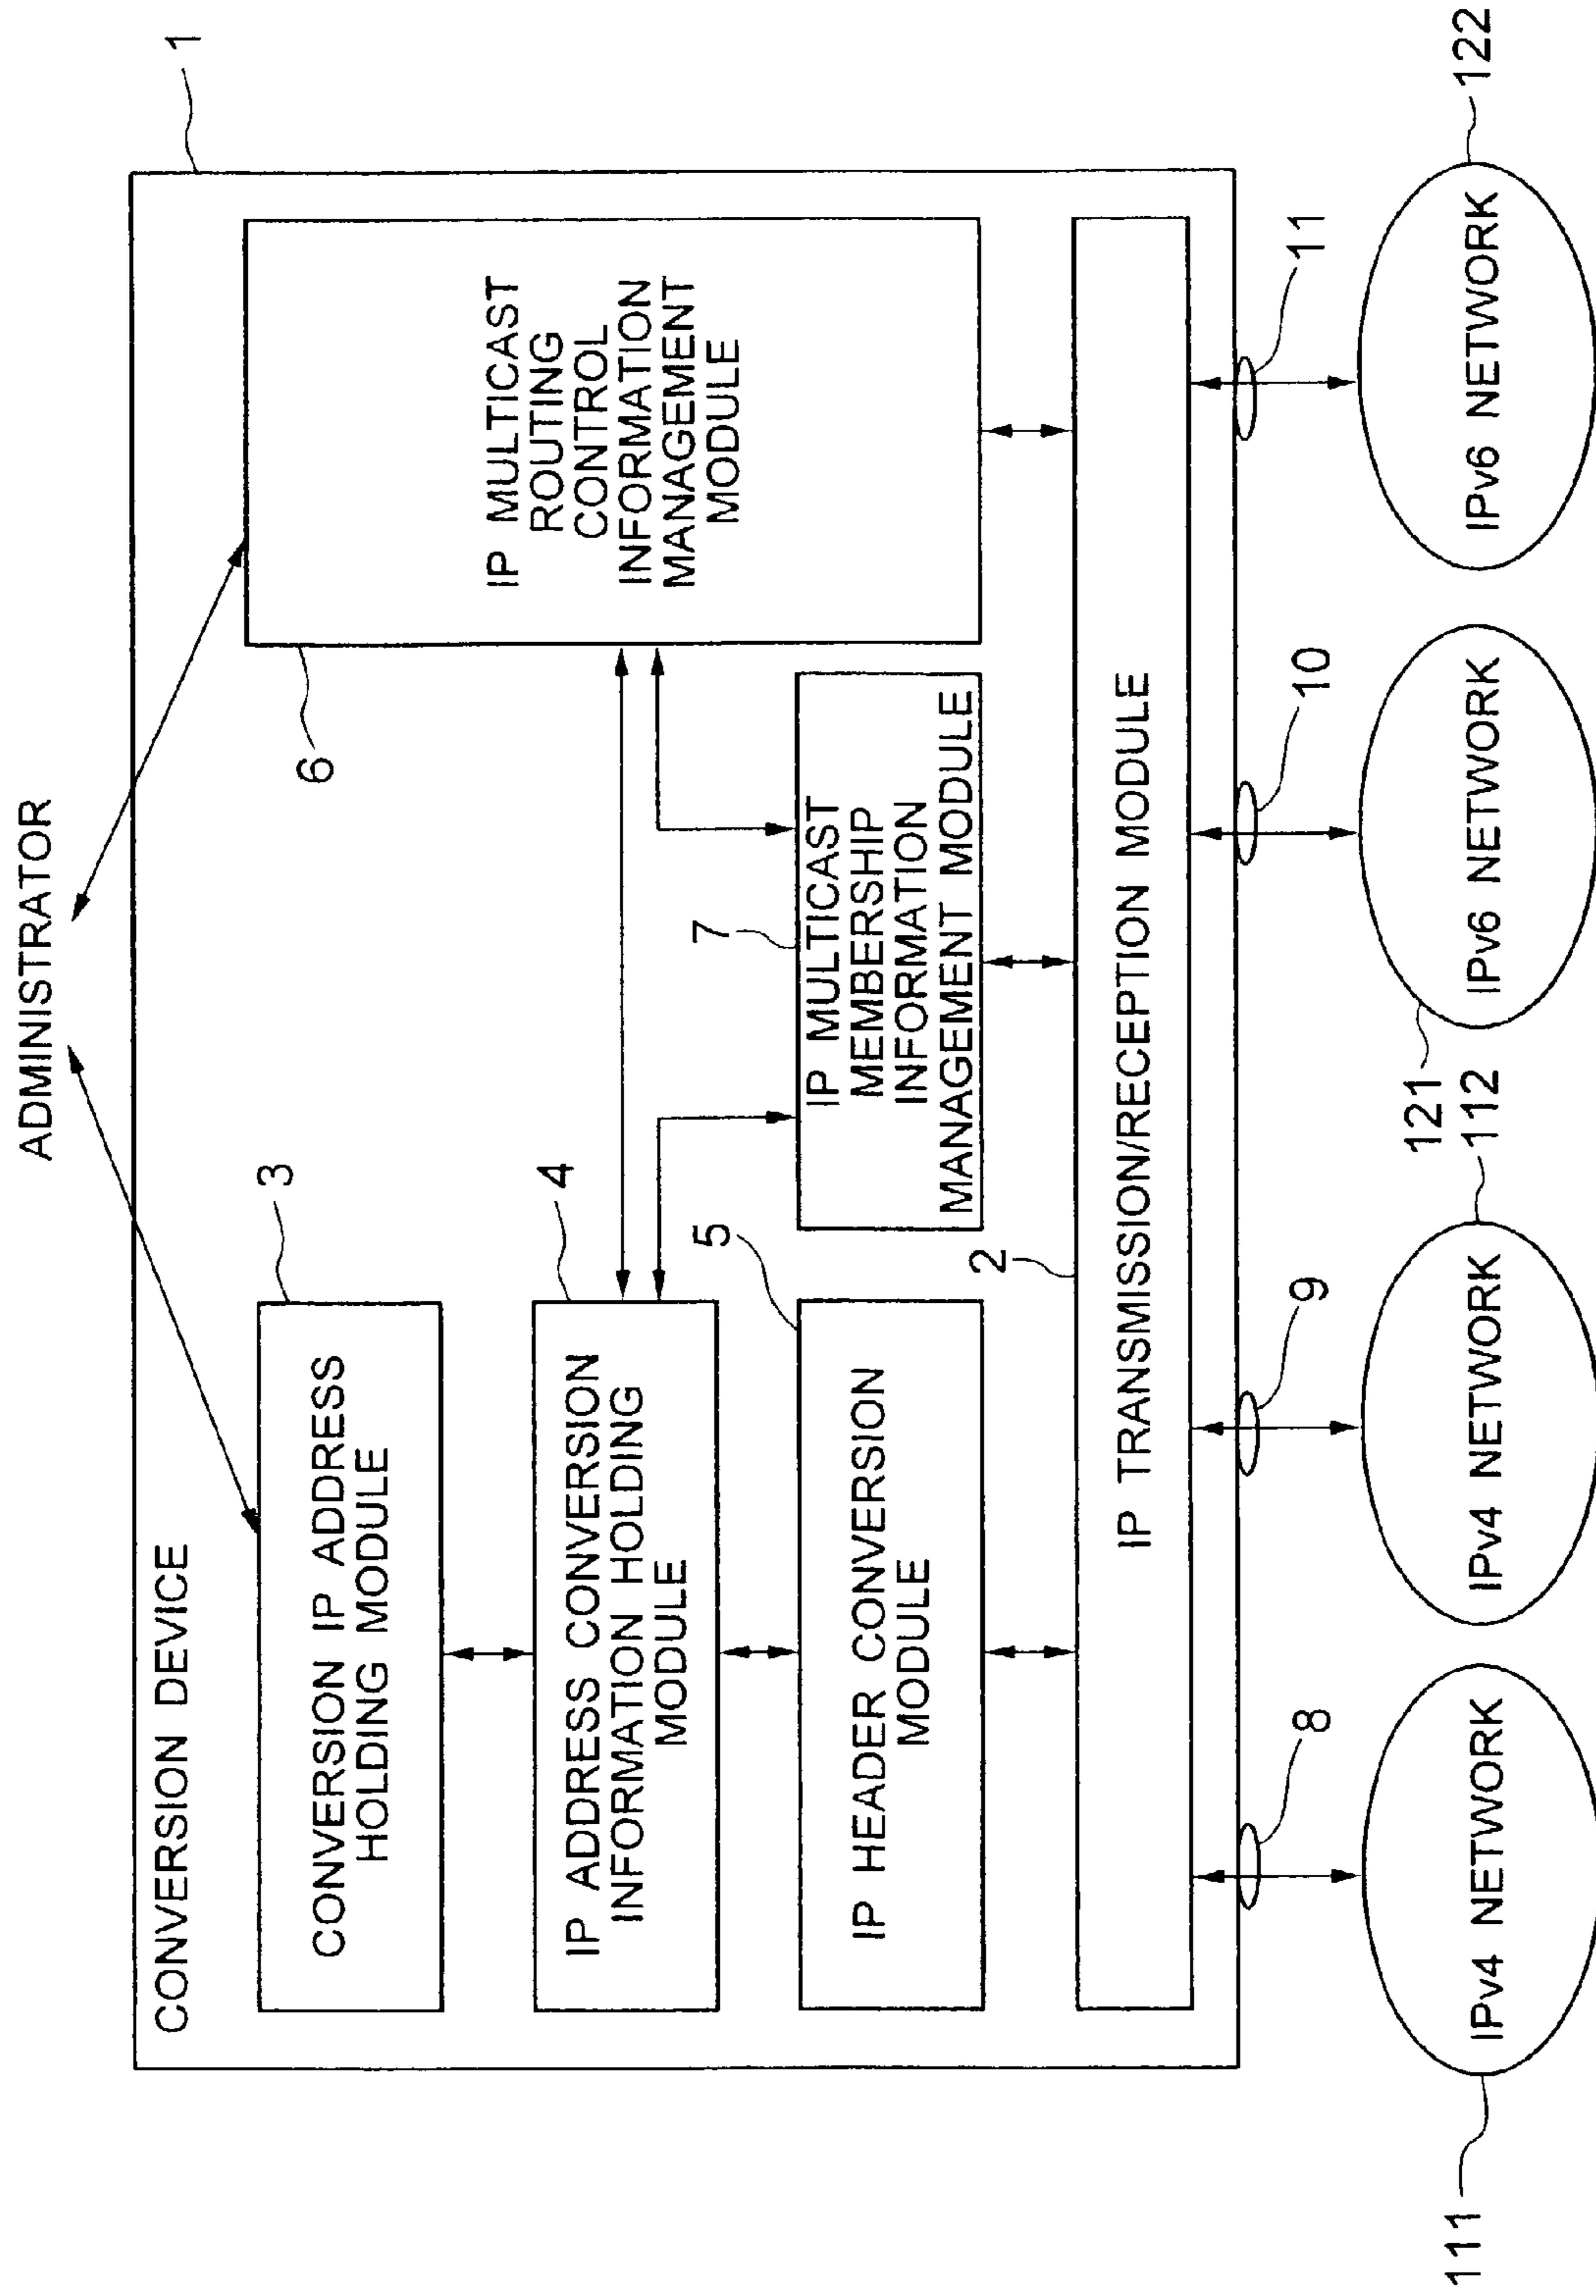 ADMINISTRATOR
1
CONVERSION DEVICE
3
CONVERSION IP ADDRESS
HOLDING MODULE
4
IP ADDRESS CONVERSION
INFORMATION HOLDING
MODULE
5
IP HEADER CONVERSION
MODULE
6
IP MULTICAST
ROUTING
CONTROL
INFORMATION
MANAGEMENT
MODULE
7
IP MULTICAST
MEMBERSHIP
INFORMATION
MANAGEMENT MODULE
2
IP TRANSMISSION/RECEPTION MODULE
8
9
10
11
111
IPv4 NETWORK
112
IPv4 NETWORK
121
IPv6 NETWORK
122
IPv6 NETWORK